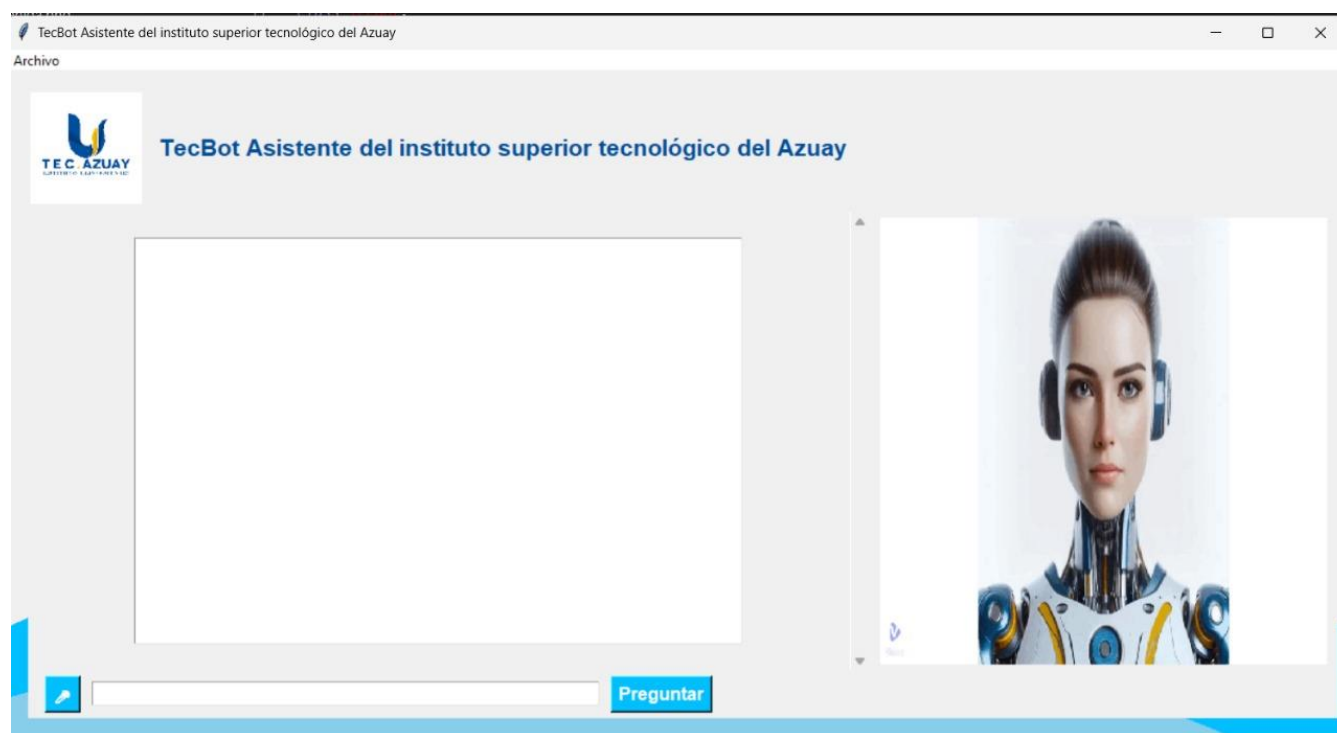 TecBot Asistente del instituto superior tecnológico del Azuay
Archivo
TecBot Asistente del instituto superior tecnológico del Azuay
TEC.AZUAY
Preguntar